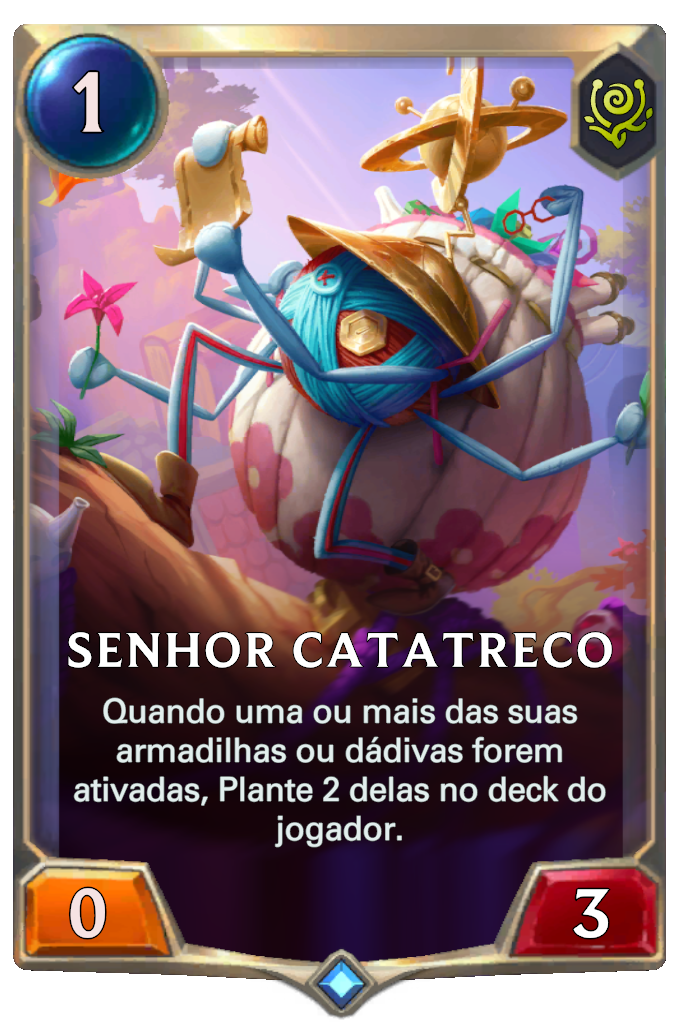 1
SENHOR CATATRECO
Quando uma ou mais das suas
armadilhas ou dádivas forem
ativadas, Plante 2 delas no deck do
jogador.
0
3